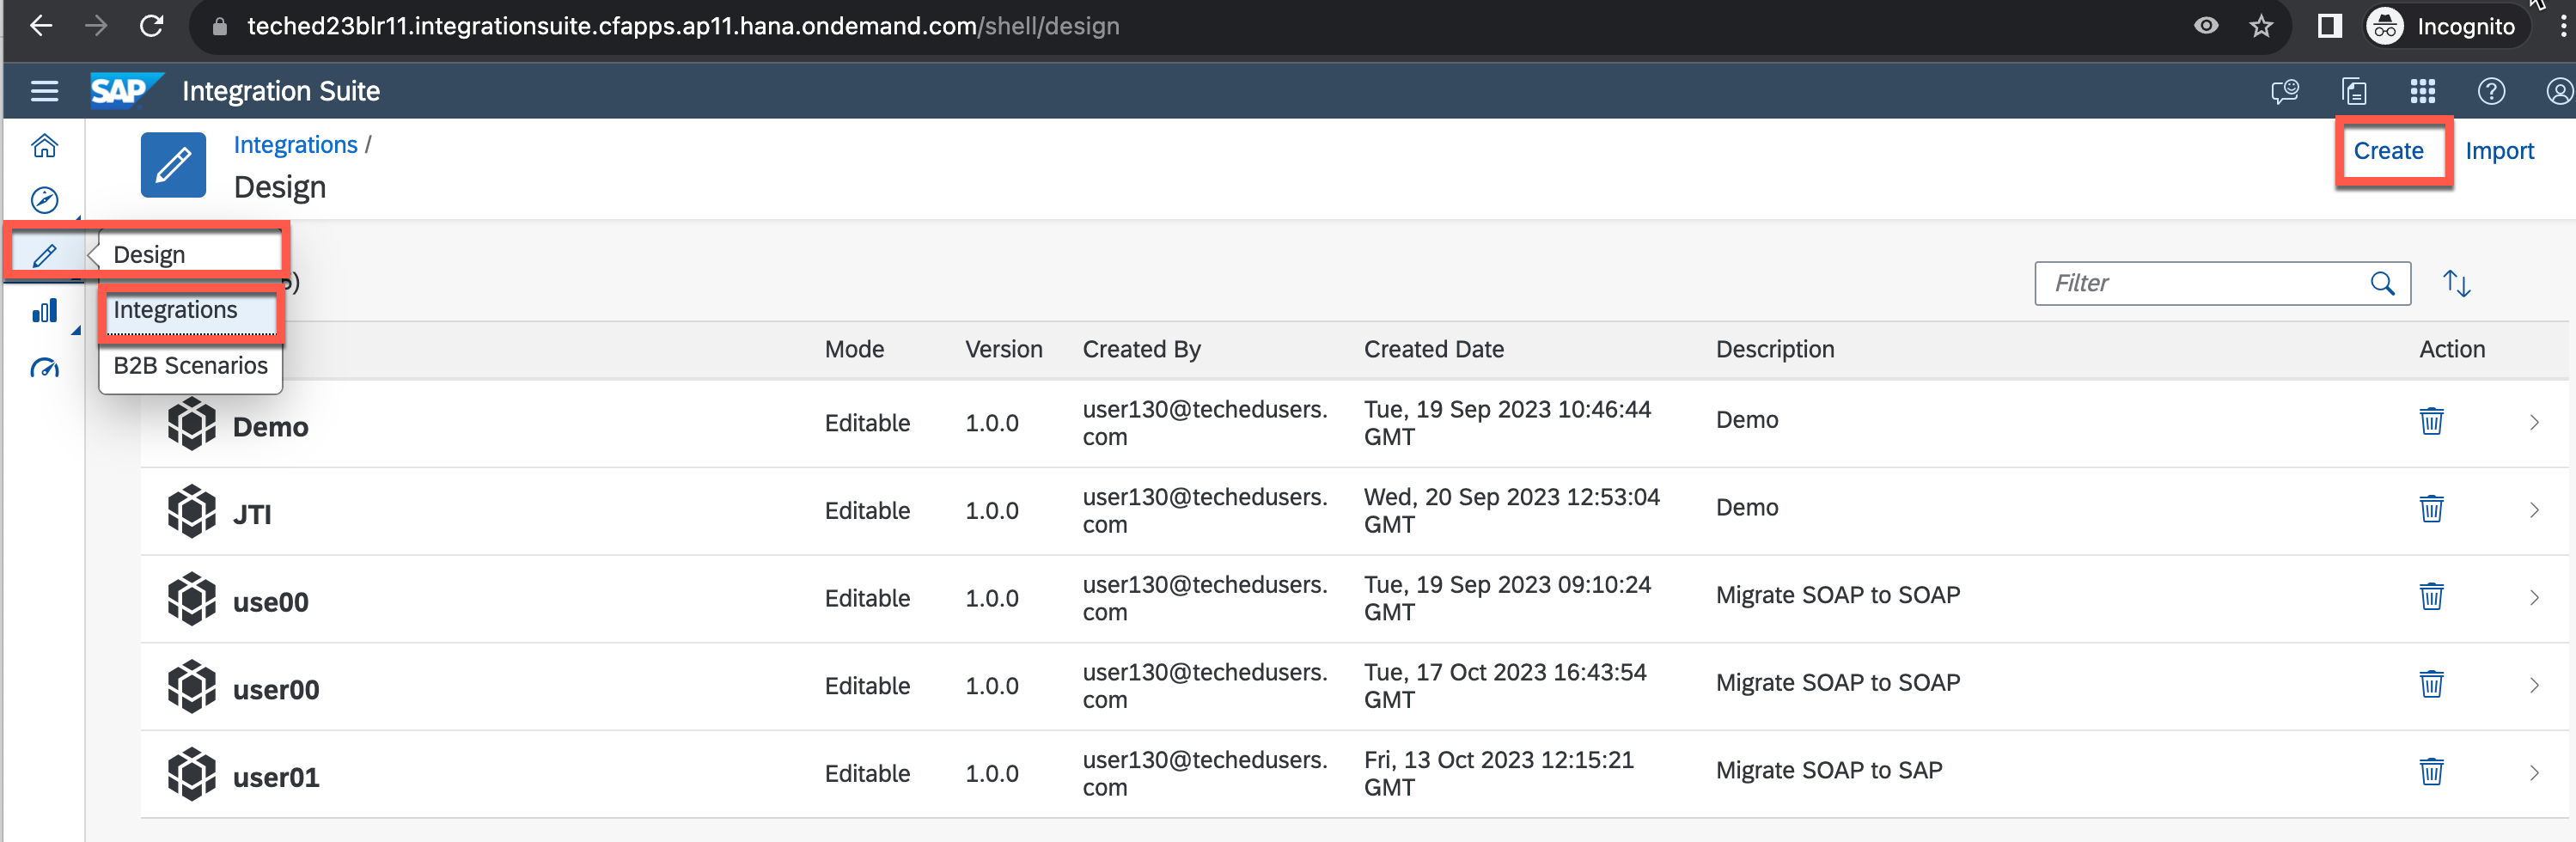 teched23blr11.integrationsuite.cfapps.ap11.hana.ondemand.com/shell/design
Incognito
SAP Integration Suite
Integrations /
Design
Create Import
Design
Integrations
B2B Scenarios
)
Filter
Mode Version Created By Created Date Description Action
Demo Editable 1.0.0 user130@techedusers.com Tue, 19 Sep 2023 10:46:44 GMT Demo
JTI Editable 1.0.0 user130@techedusers.com Wed, 20 Sep 2023 12:53:04 GMT Demo
use00 Editable 1.0.0 user130@techedusers.com Tue, 19 Sep 2023 09:10:24 GMT Migrate SOAP to SOAP
user00 Editable 1.0.0 user130@techedusers.com Tue, 17 Oct 2023 16:43:54 GMT Migrate SOAP to SOAP
user01 Editable 1.0.0 user130@techedusers.com Fri, 13 Oct 2023 12:15:21 GMT Migrate SOAP to SAP